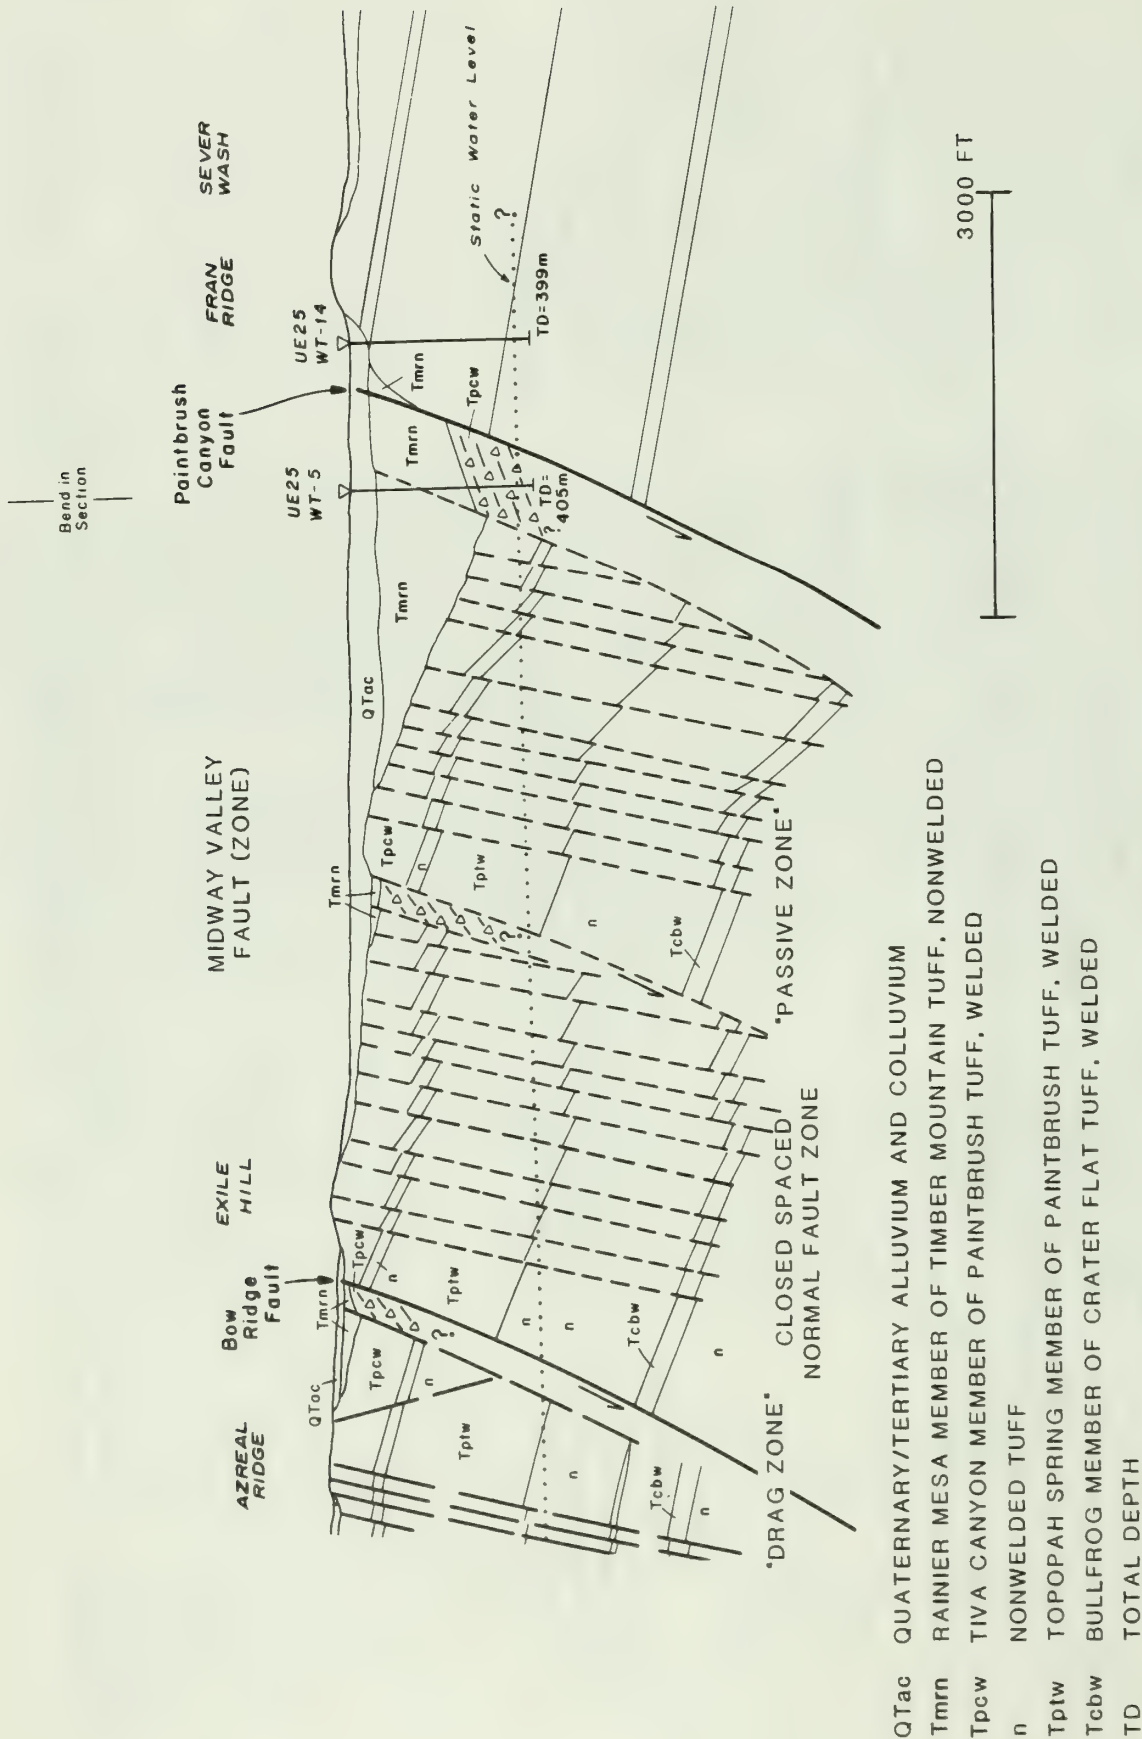 Bend in
Section
AZREAL
RIDGE
Bow
Ridge
Fault
EXILE
HILL
MIDWAY VALLEY
FAULT (ZONE)
Paintbrush
Canyon
Fault
UE25
WT-5
UE25
WT-14
FRAN
RIDGE
SEVER
WASH
QTac
Tmrn
Tpcw
n
Tptw
n
Tcbw
n
?
Tpcw
n
Tptw
n
n
Tcbw
n
Tmrn
?
Tpcw
n
Tptw
n
Tcbw
QTac
Tmrn
Tmrn
Tmrn
Tpcw
?
TD=
405m
TD=399m
?
Static Water Level
"DRAG ZONE"
CLOSED SPACED
NORMAL FAULT ZONE
"PASSIVE ZONE"
3000 FT
QTac QUATERNARY/TERTIARY ALLUVIUM AND COLLUVIUM
Tmrn RAINIER MESA MEMBER OF TIMBER MOUNTAIN TUFF, NONWELDED
Tpcw TIVA CANYON MEMBER OF PAINTBRUSH TUFF, WELDED
n NONWELDED TUFF
Tptw TOPOPAH SPRING MEMBER OF PAINTBRUSH TUFF, WELDED
Tcbw BULLFROG MEMBER OF CRATER FLAT TUFF, WELDED
TD TOTAL DEPTH